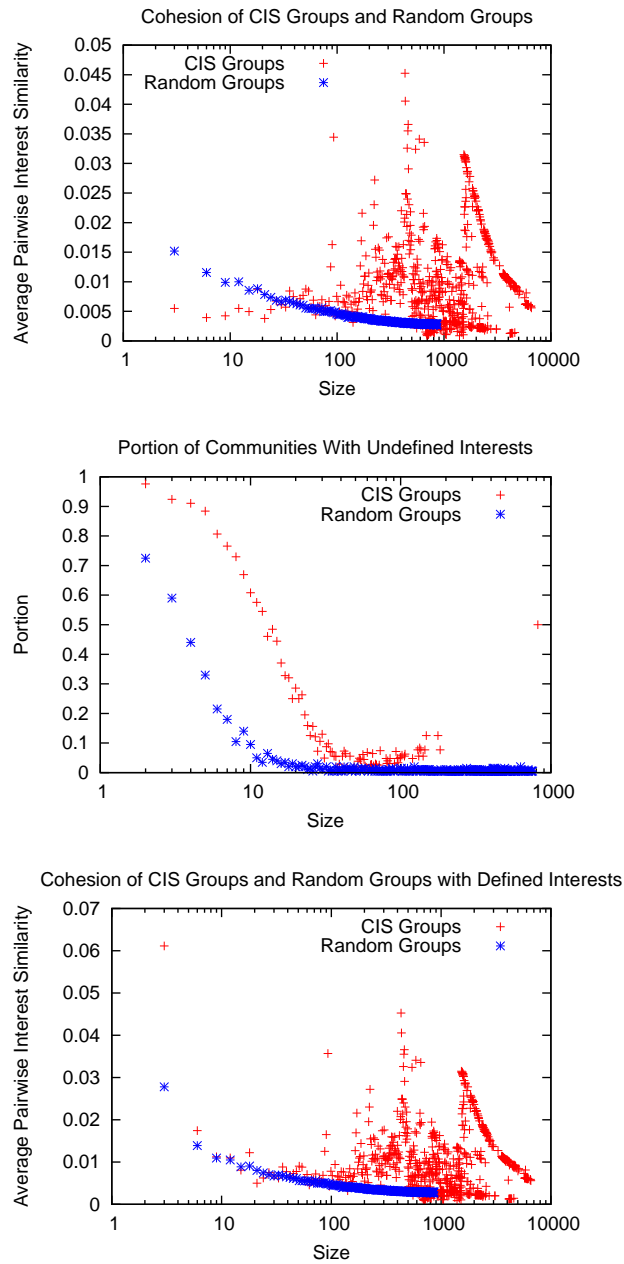 Cohesion of CIS Groups and Random Groups
Average Pairwise Interest Similarity
0.05
0.045
0.04
0.035
0.03
0.025
0.02
0.015
0.01
0.005
0
CIS Groups
Random Groups
1 10 100 1000 10000
Size
Portion of Communities With Undefined Interests
Portion
1
0.9
0.8
0.7
0.6
0.5
0.4
0.3
0.2
0.1
0
CIS Groups
Random Groups
1 10 100 1000
Size
Cohesion of CIS Groups and Random Groups with Defined Interests
Average Pairwise Interest Similarity
0.07
0.06
0.05
0.04
0.03
0.02
0.01
0
CIS Groups
Random Groups
1 10 100 1000 10000
Size